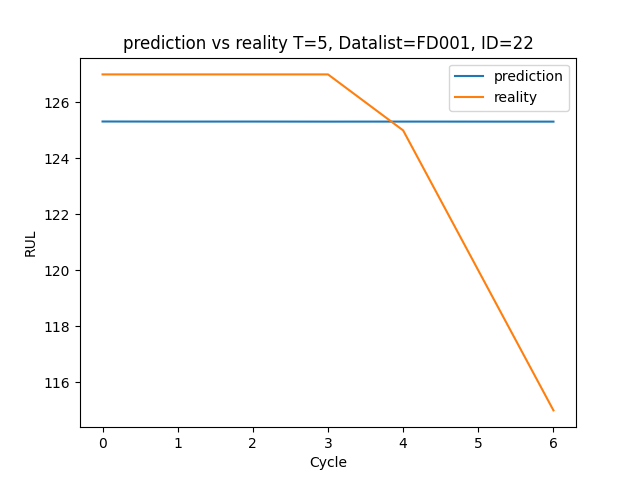 prediction vs reality T=5, Datalist=FD001, ID=22
prediction
reality
126
124
122
120
118
116
RUL
0 1 2 3 4 5 6
Cycle